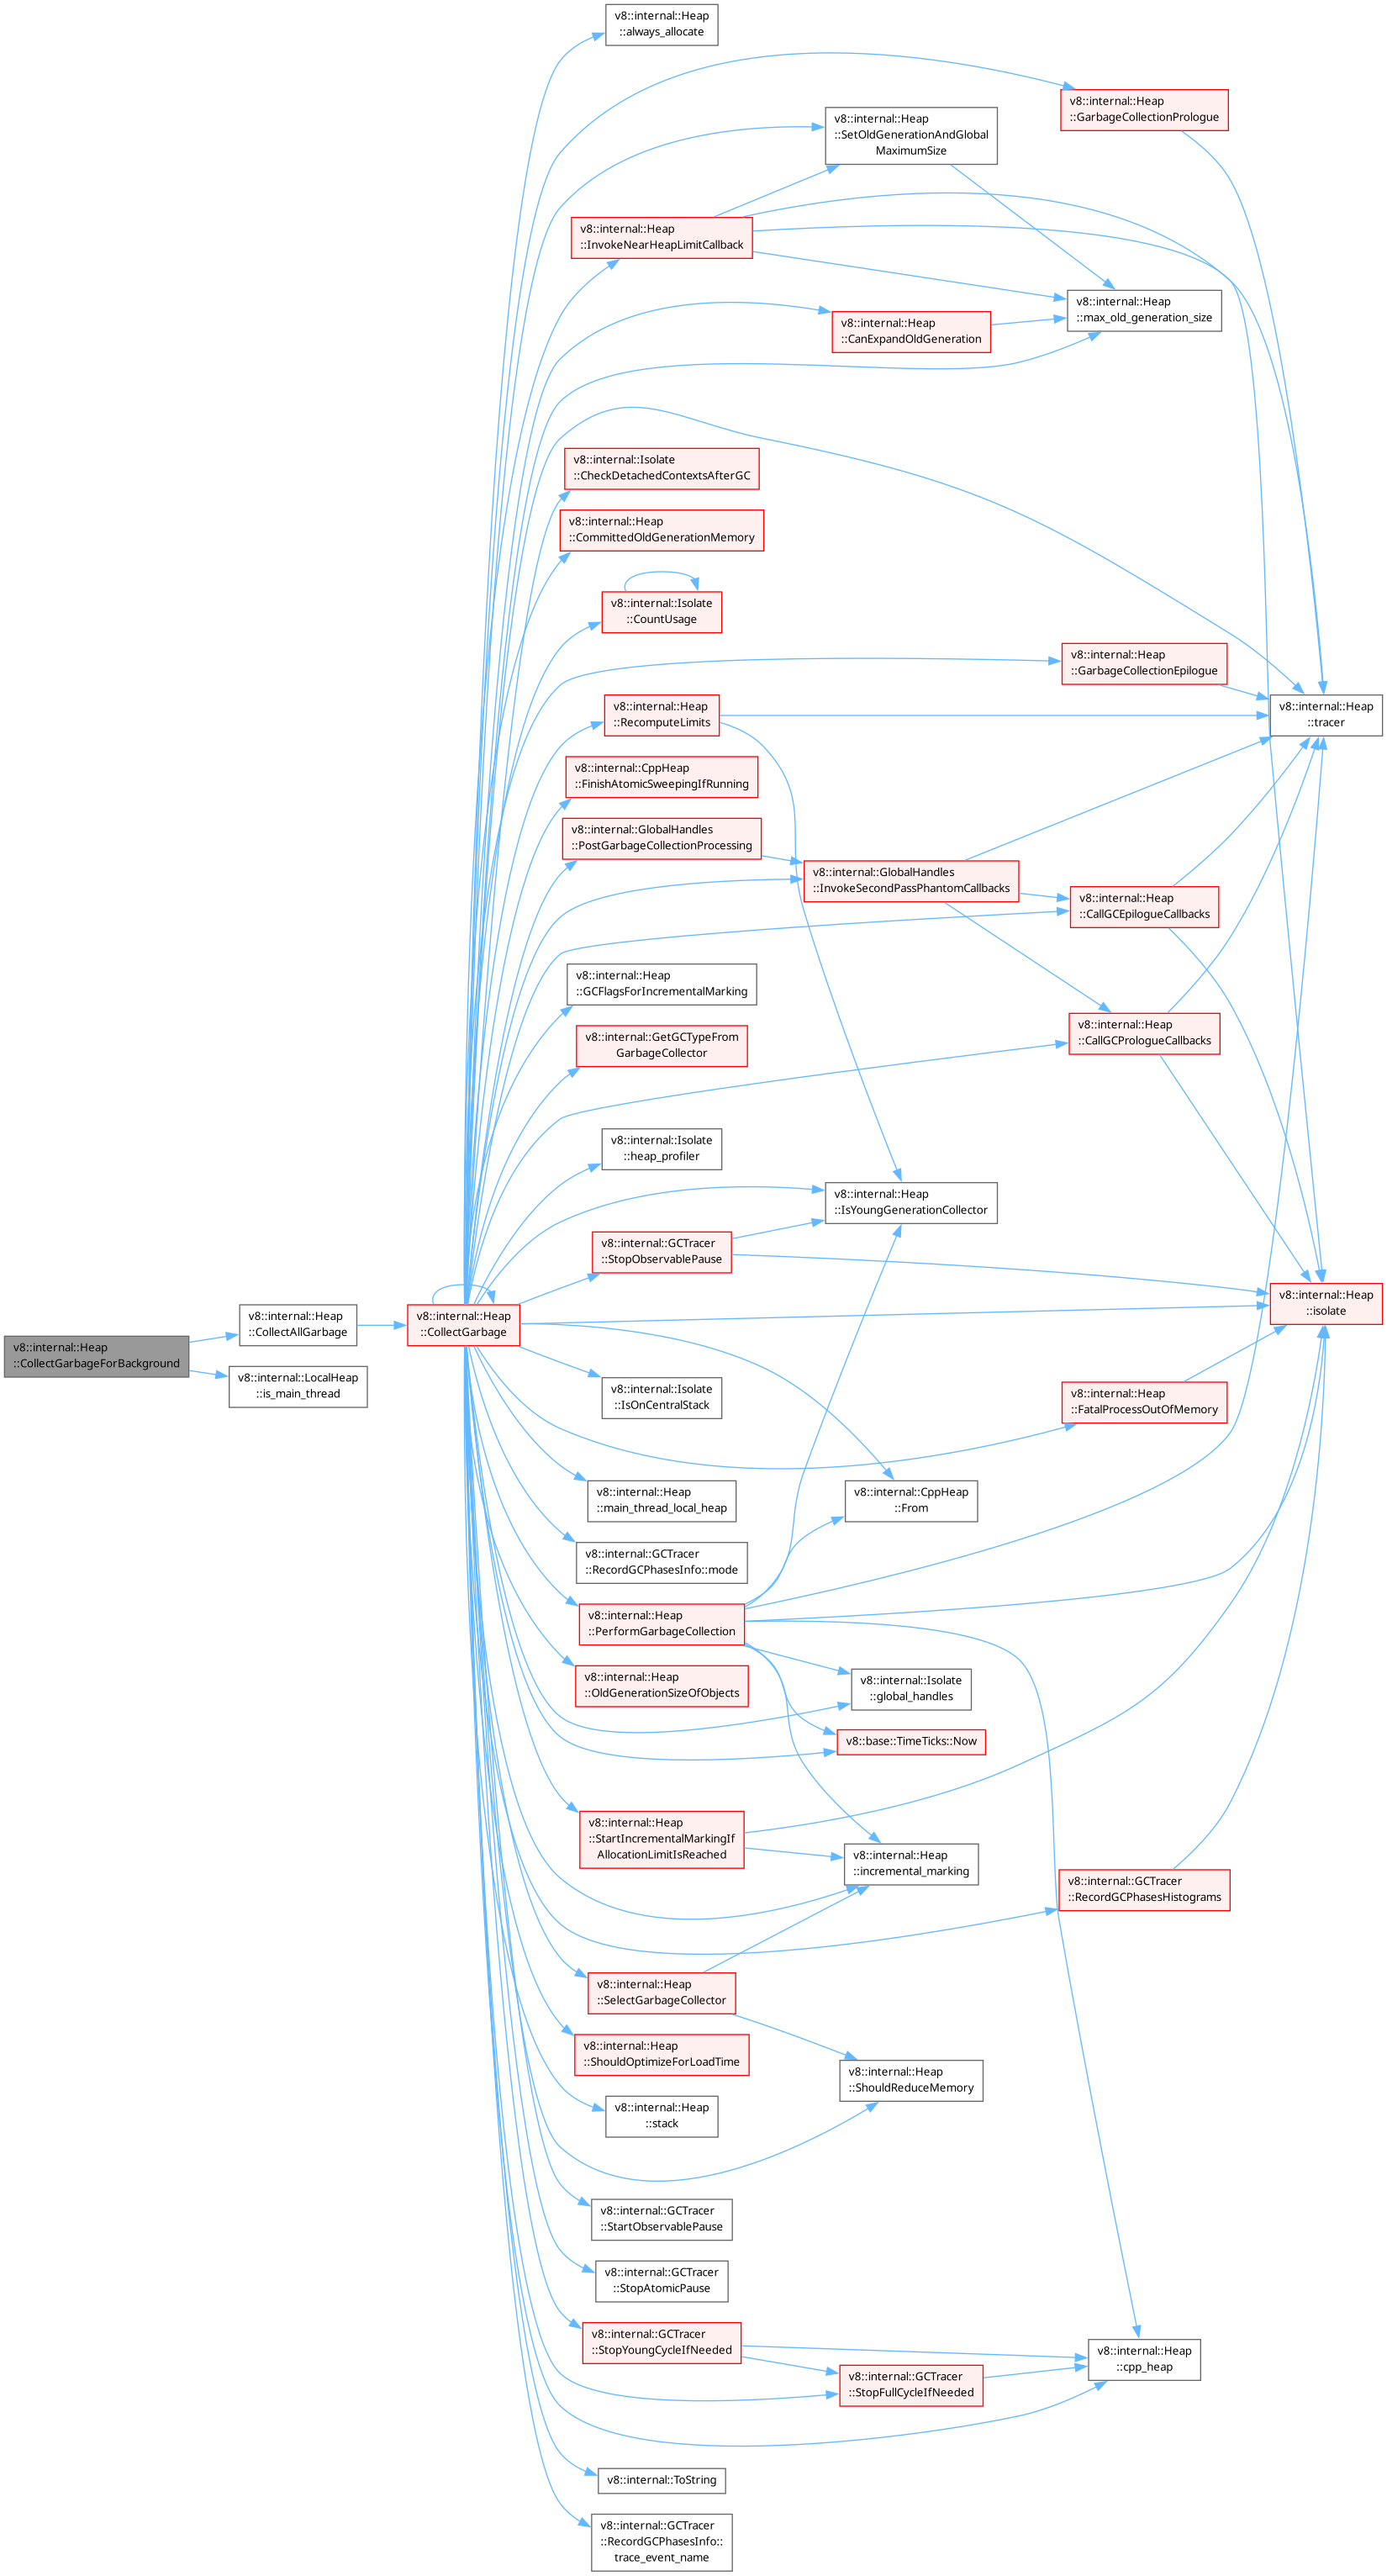 v8::internal::Heap
::always_allocate
v8::internal::Heap
::GarbageCollectionPrologue
v8::internal::Heap
::SetOldGenerationAndGlobal
MaximumSize
v8::internal::Heap
::InvokeNearHeapLimitCallback
v8::internal::Heap
::max_old_generation_size
v8::internal::Heap
::CanExpandOldGeneration
v8::internal::Isolate
::CheckDetachedContextsAfterGC
v8::internal::Heap
::CommittedOldGenerationMemory
v8::internal::Isolate
::CountUsage
v8::internal::Heap
::GarbageCollectionEpilogue
v8::internal::Heap
::RecomputeLimits
v8::internal::Heap
::tracer
v8::internal::CppHeap
::FinishAtomicSweepingIfRunning
v8::internal::GlobalHandles
::PostGarbageCollectionProcessing
v8::internal::GlobalHandles
::InvokeSecondPassPhantomCallbacks
v8::internal::Heap
::CallGCEpilogueCallbacks
v8::internal::Heap
::GCFlagsForIncrementalMarking
v8::internal::Heap
::CallGCPrologueCallbacks
v8::internal::GetGCTypeFrom
GarbageCollector
v8::internal::Isolate
::heap_profiler
v8::internal::Heap
::IsYoungGenerationCollector
v8::internal::GCTracer
::StopObservablePause
v8::internal::Heap
::isolate
v8::internal::Heap
::CollectAllGarbage
v8::internal::Heap
::CollectGarbage
v8::internal::Heap
::CollectGarbageForBackground
v8::internal::LocalHeap
::is_main_thread
v8::internal::Isolate
::IsOnCentralStack
v8::internal::Heap
::FatalProcessOutOfMemory
v8::internal::Heap
::main_thread_local_heap
v8::internal::CppHeap
::From
v8::internal::GCTracer
::RecordGCPhasesInfo::mode
v8::internal::Heap
::PerformGarbageCollection
v8::internal::Heap
::OldGenerationSizeOfObjects
v8::internal::Isolate
::global_handles
v8::base::TimeTicks::Now
v8::internal::Heap
::StartIncrementalMarkingIf
AllocationLimitIsReached
v8::internal::Heap
::incremental_marking
v8::internal::GCTracer
::RecordGCPhasesHistograms
v8::internal::Heap
::SelectGarbageCollector
v8::internal::Heap
::ShouldOptimizeForLoadTime
v8::internal::Heap
::ShouldReduceMemory
v8::internal::Heap
::stack
v8::internal::GCTracer
::StartObservablePause
v8::internal::GCTracer
::StopAtomicPause
v8::internal::GCTracer
::StopYoungCycleIfNeeded
v8::internal::Heap
::cpp_heap
v8::internal::GCTracer
::StopFullCycleIfNeeded
v8::internal::ToString
v8::internal::GCTracer
::RecordGCPhasesInfo::
trace_event_name